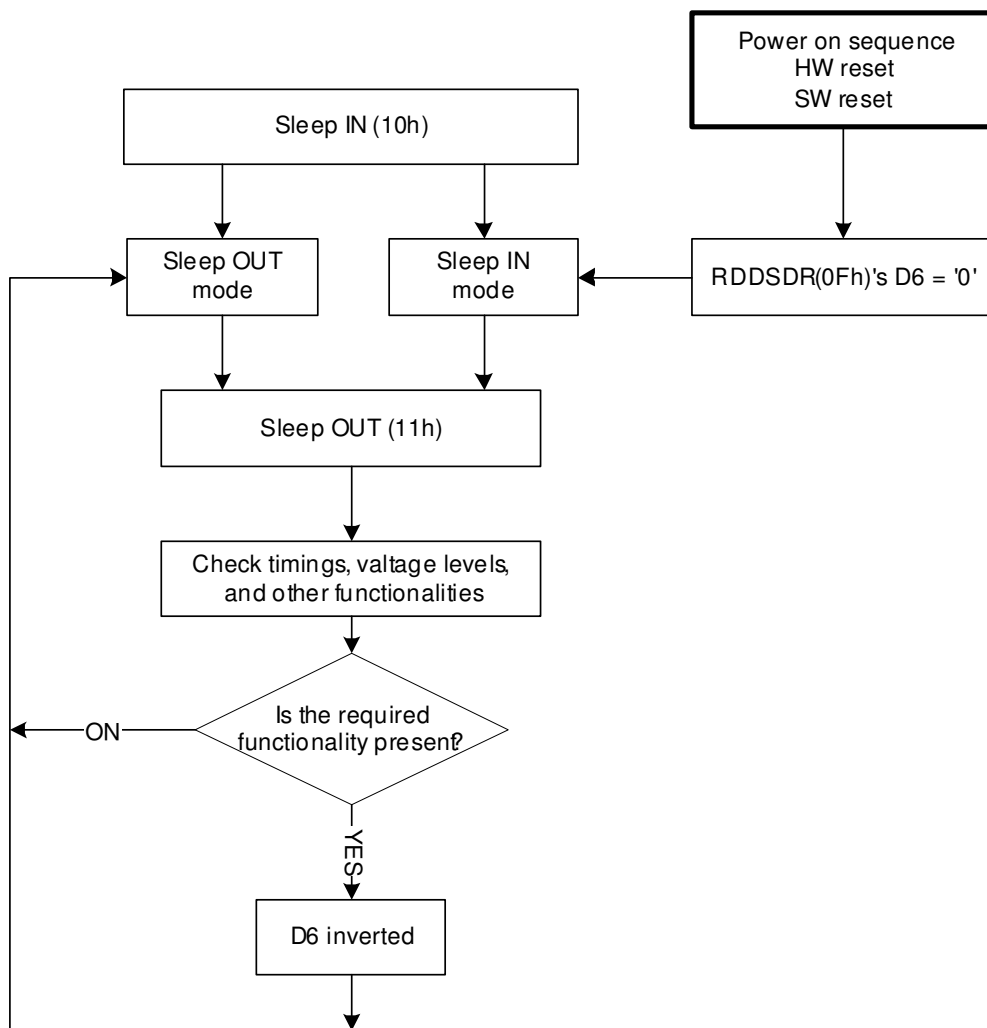 Power on sequence
HW reset
SW reset
Sleep IN (10h)
Sleep OUT
mode
Sleep IN
mode
RDDSDR(0Fh)'s D6 = '0'
Sleep OUT (11h)
Check timings, valtage levels,
and other functionalities
Is the required
functionality present?
ON
YES
D6 inverted